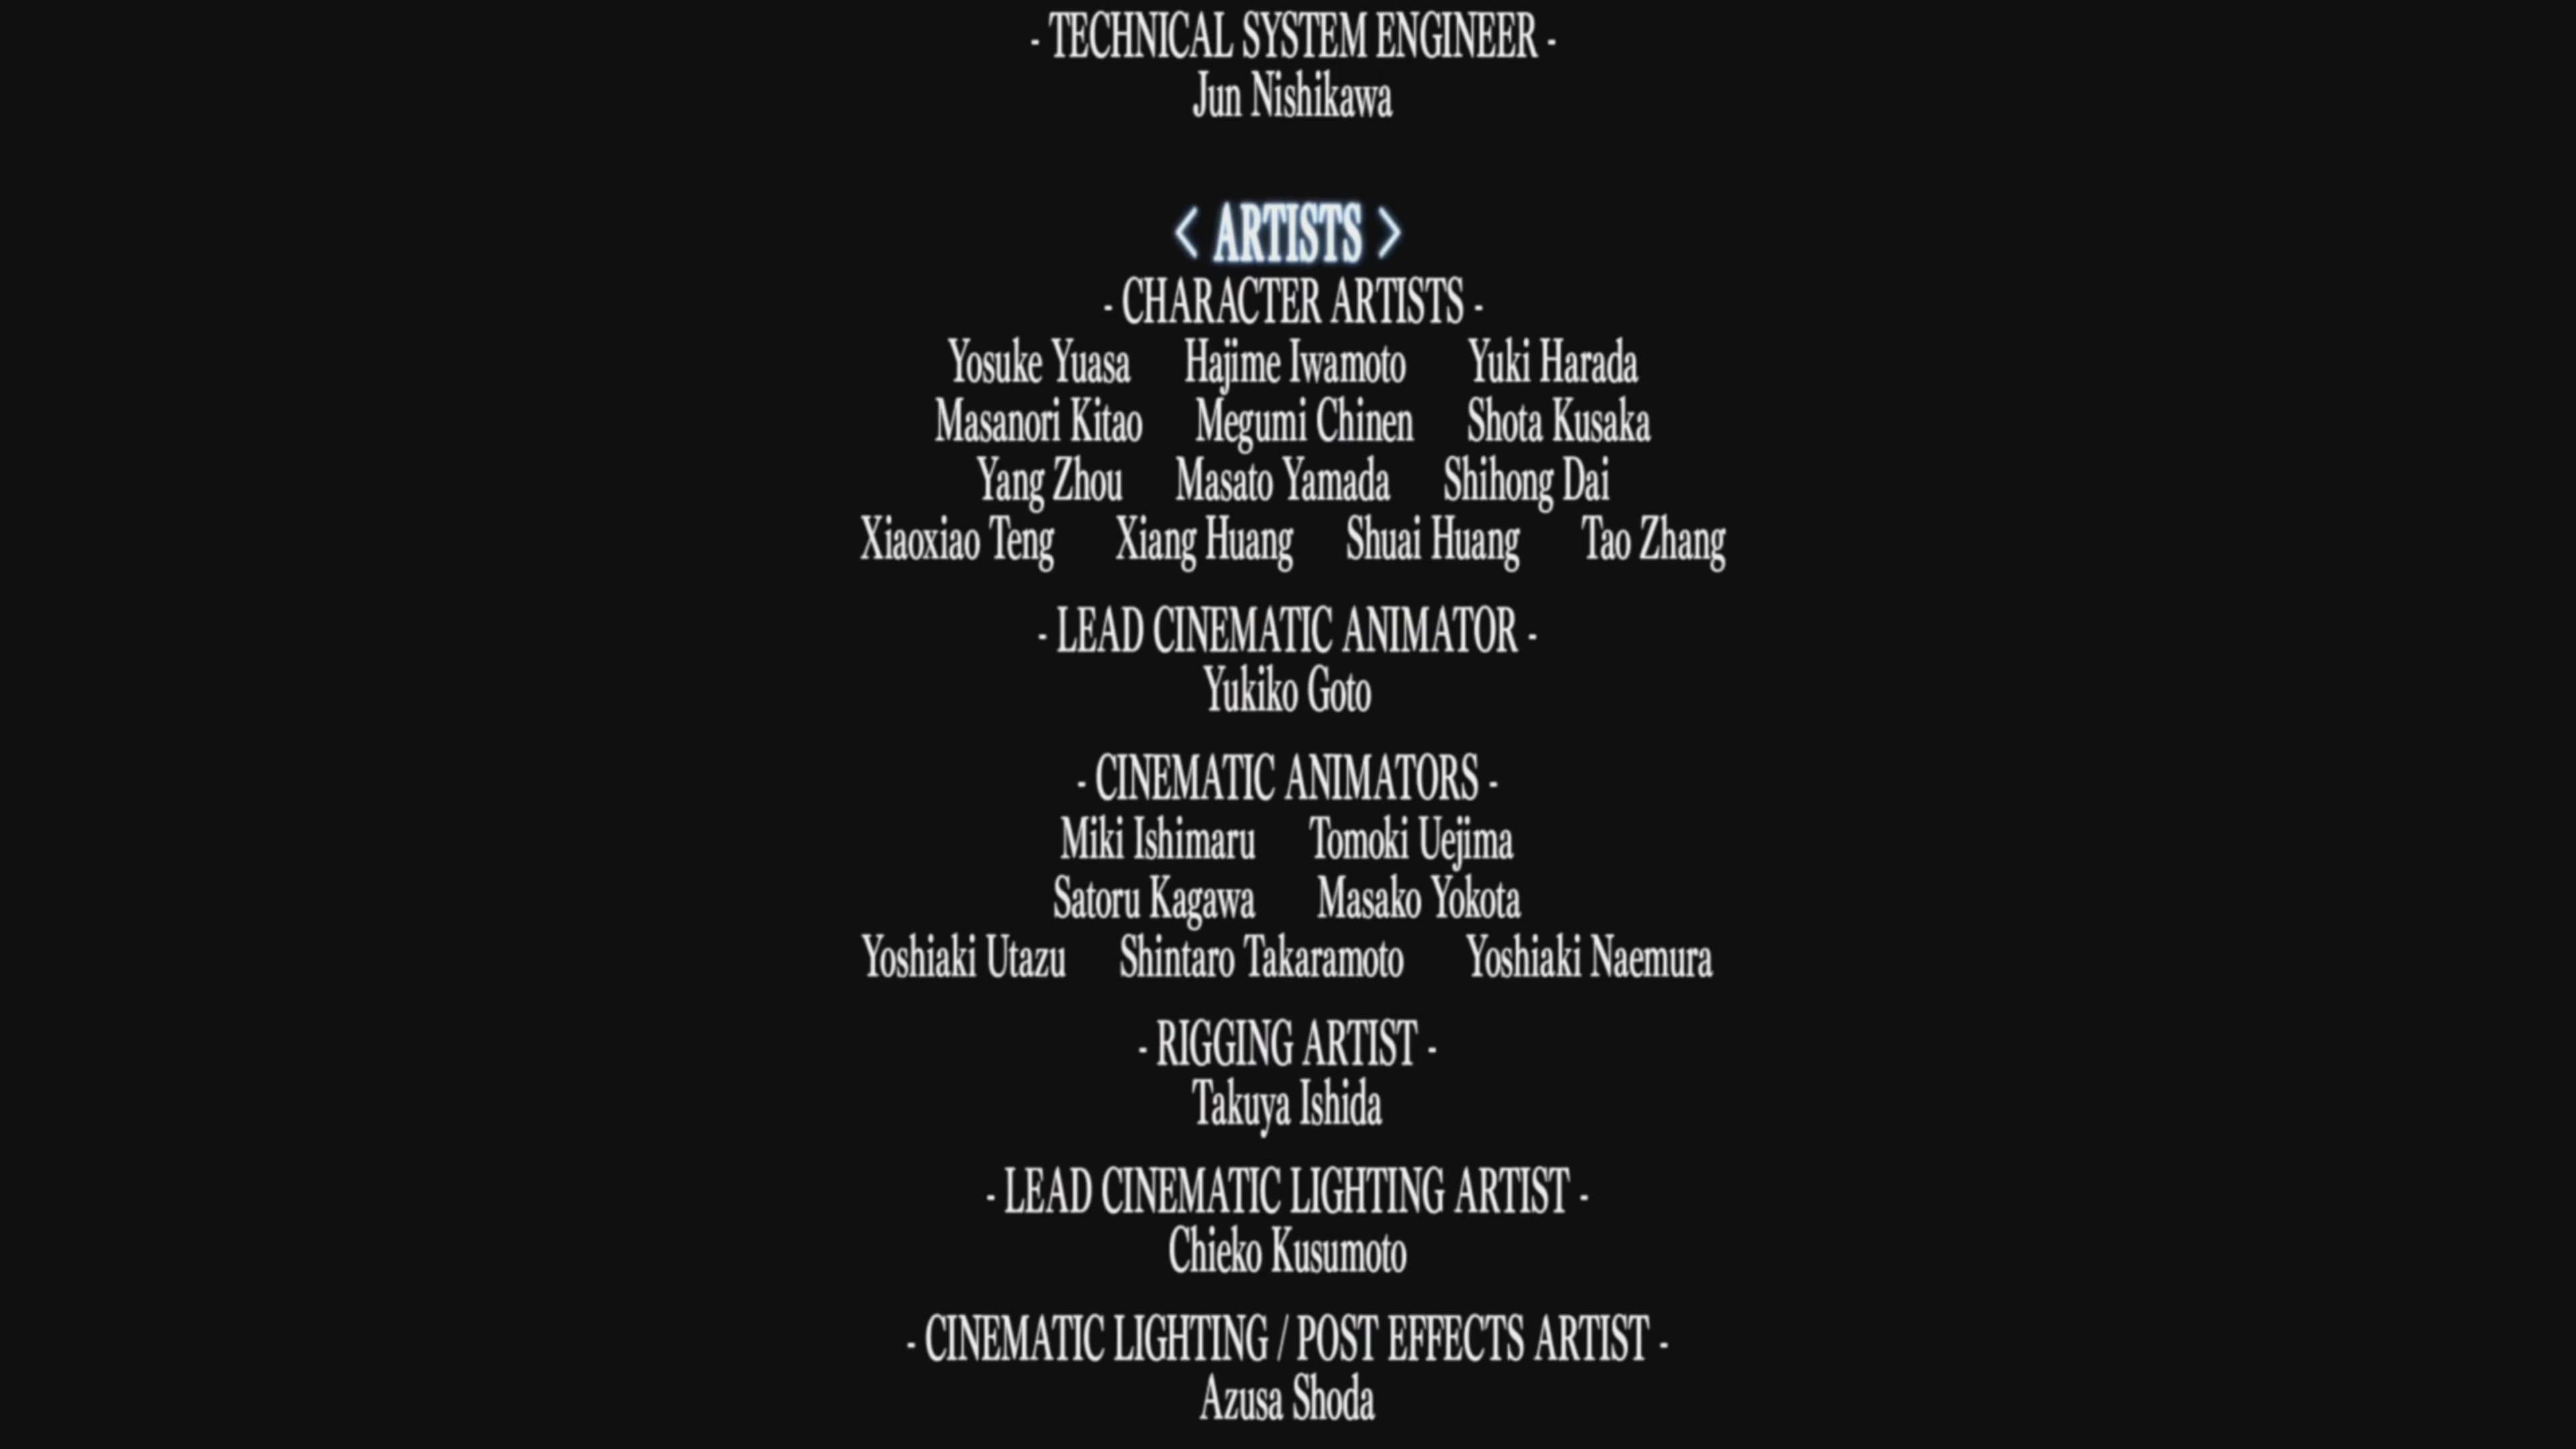 - TECHNICAL SYSTEM ENGINEER -
Jun Nishikawa
< ARTISTS >
- CHARACTER ARTISTS -
Yosuke Yuasa Hajime Iwamoto Yuki Harada
Masanori Kitao Megumi Chinen Shota Kusaka
Yang Zhou Masato Yamada Shihong Dai
Xiaoxiao Teng Xiang Huang Shuai Huang Tao Zhang
- LEAD CINEMATIC ANIMATOR -
Yukiko Goto
- CINEMATIC ANIMATORS -
Miki Ishimaru Tomoki Uejima
Satoru Kagawa Masako Yokota
Yoshiaki Utazu Shintaro Takaramoto Yoshiaki Naemura
- RIGGING ARTIST -
Takuya Ishida
- LEAD CINEMATIC LIGHTING ARTIST -
Chieko Kusumoto
- CINEMATIC LIGHTING / POST EFFECTS ARTIST -
Azusa Shoda